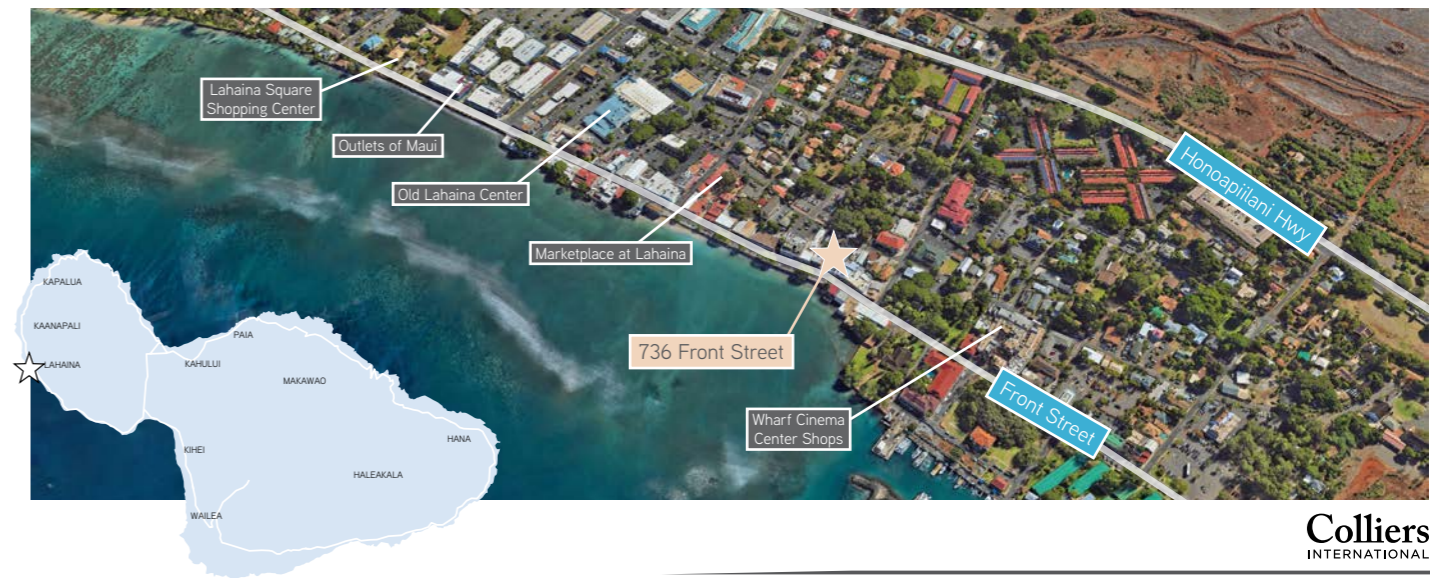 Lahaina Square
Shopping Center
Outlets of Maui
Old Lahaina Center
Marketplace at Lahaina
736 Front Street
Wharf Cinema
Center Shops
Honoapiilani Hwy
Front Street
KAPALUA
KAANAPALI
LAHAINA
PAIA
KAHULUI
MAKAWAO
HANA
KIHEI
HALEAKALA
WAILEA
Colliers
INTERNATIONAL